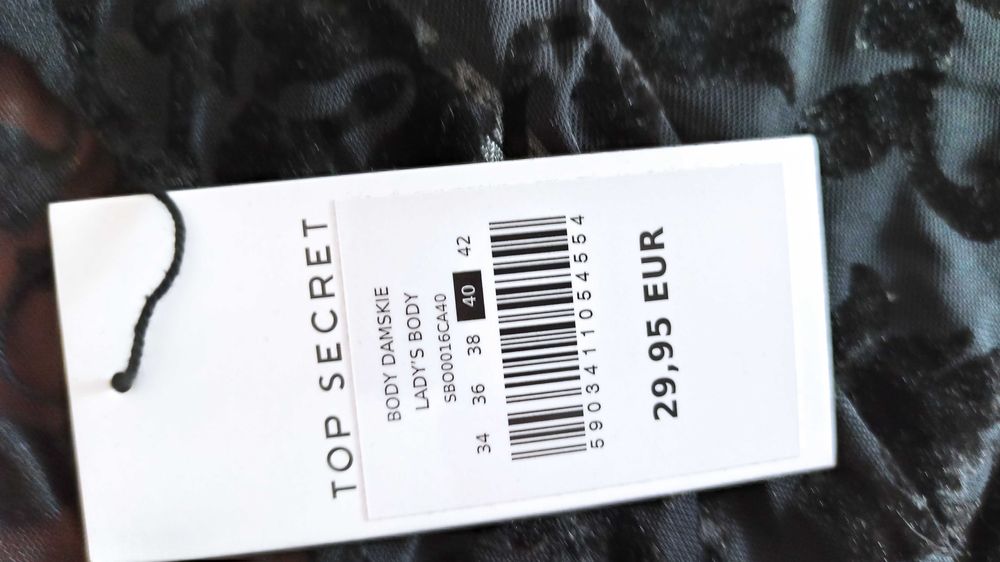 TOP SECRET
BODY DAMSKIE
LADY'S BODY
SBO0016CA40
34 36 38 40 42
5903411054554
29,95 EUR